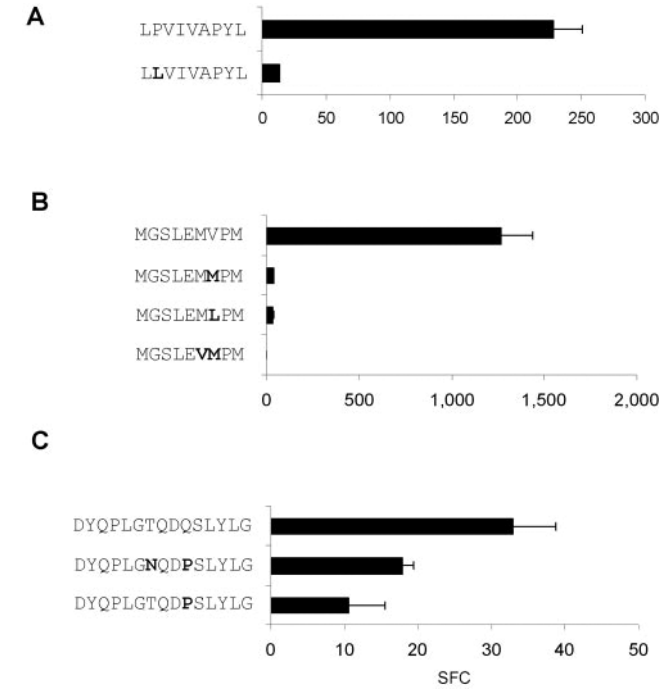 A
LPVIVAPYL
LLVIVAPYL
0 50 100 150 200 250 300
B
MGSLEMVPM
MGSLEMMPM
MGSLEMLPM
MGSLEVMPM
0 500 1,000 1,500 2,000
C
DYQPLGTQDQSLYLG
DYQPLGNQDPSLYLG
DYQPLGTQDPSLYLG
0 10 20 30 40 50
SFC